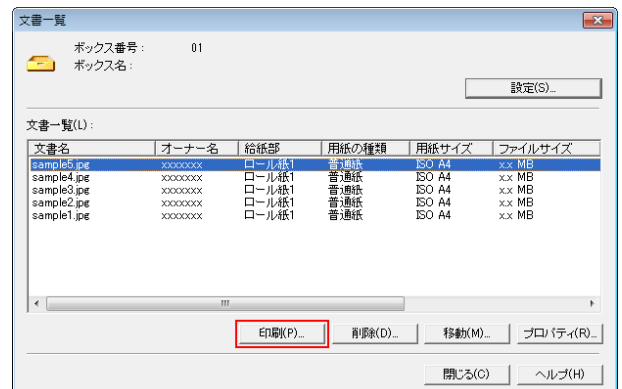 文書一覧
ボックス番号 : 01
ボックス名 :
設定(S)...
文書一覧(L) :
文書名 オーナー名 給紙部 用紙の種類 用紙サイズ ファイルサイズ
sample5.jpg xxxxxxx ロール紙1 普通紙 ISO A4 x.x MB
sample4.jpg xxxxxxx ロール紙1 普通紙 ISO A4 x.x MB
sample3.jpg xxxxxxx ロール紙1 普通紙 ISO A4 x.x MB
sample2.jpg xxxxxxx ロール紙1 普通紙 ISO A4 x.x MB
sample1.jpg xxxxxxx ロール紙1 普通紙 ISO A4 x.x MB
印刷(P)... 削除(D)... 移動(M)... プロパティ(R)...
閉じる(C) ヘルプ(H)